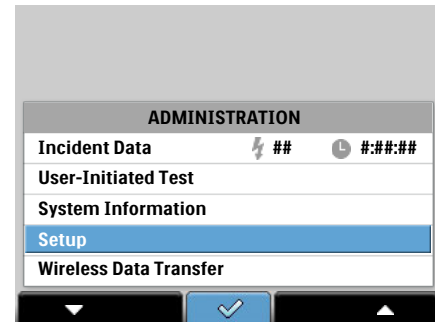 ADMINISTRATION
Incident Data ## #:##:##
User-Initiated Test
System Information
Setup
Wireless Data Transfer